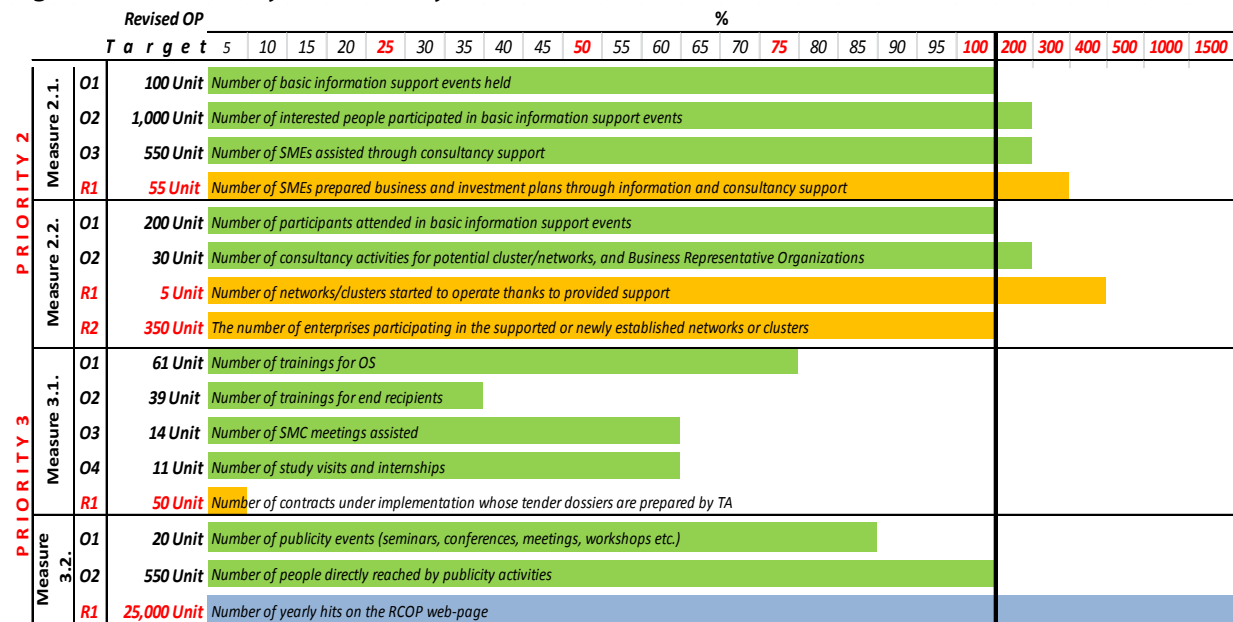 Revised OP %
Target 5 10 15 20 25 30 35 40 45 50 55 60 65 70 75 80 85 90 95 100 200 300 400 500 1000 1500
PRIORITY 2
Measure 2.1.
O1 100 Unit Number of basic information support events held
O2 1,000 Unit Number of interested people participated in basic information support events
O3 550 Unit Number of SMEs assisted through consultancy support
R1 55 Unit Number of SMEs prepared business and investment plans through information and consultancy support
Measure 2.2.
O1 200 Unit Number of participants attended in basic information support events
O2 30 Unit Number of consultancy activities for potential cluster/networks, and Business Representative Organizations
R1 5 Unit Number of networks/clusters started to operate thanks to provided support
R2 350 Unit The number of enterprises participating in the supported or newly established networks or clusters
PRIORITY 3
Measure 3.1.
O1 61 Unit Number of trainings for OS
O2 39 Unit Number of trainings for end recipients
O3 14 Unit Number of SMC meetings assisted
O4 11 Unit Number of study visits and internships
R1 50 Unit Number of contracts under implementation whose tender dossiers are prepared by TA
Measure
3.2.
O1 20 Unit Number of publicity events (seminars, conferences, meetings, workshops etc.)
O2 550 Unit Number of people directly reached by publicity activities
R1 25,000 Unit Number of yearly hits on the RCOP web-page